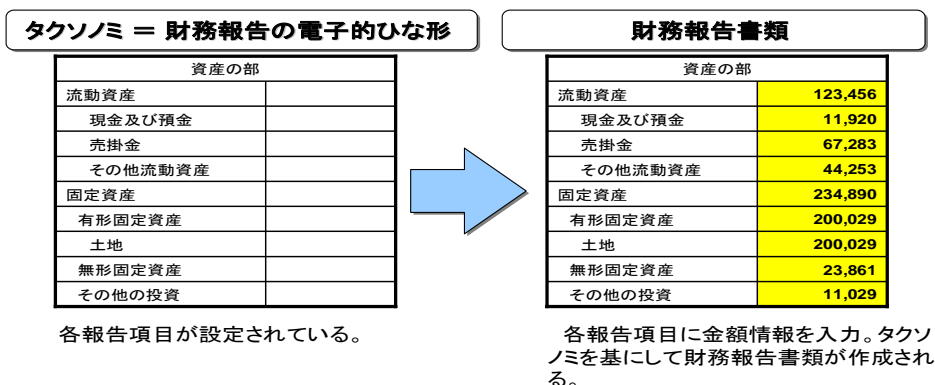 タクソノミ = 財務報告の電子的ひな形
資産の部
流動資産
現金及び預金
売掛金
その他流動資産
固定資産
有形固定資産
土地
無形固定資産
その他の投資
各報告項目が設定されている。
財務報告書類
資産の部
流動資産 123,456
現金及び預金 11,920
売掛金 67,283
その他流動資産 44,253
固定資産 234,890
有形固定資産 200,029
土地 200,029
無形固定資産 23,861
その他の投資 11,029
各報告項目に金額情報を入力。タクソ
ノミを基にして財務報告書類が作成され
る。